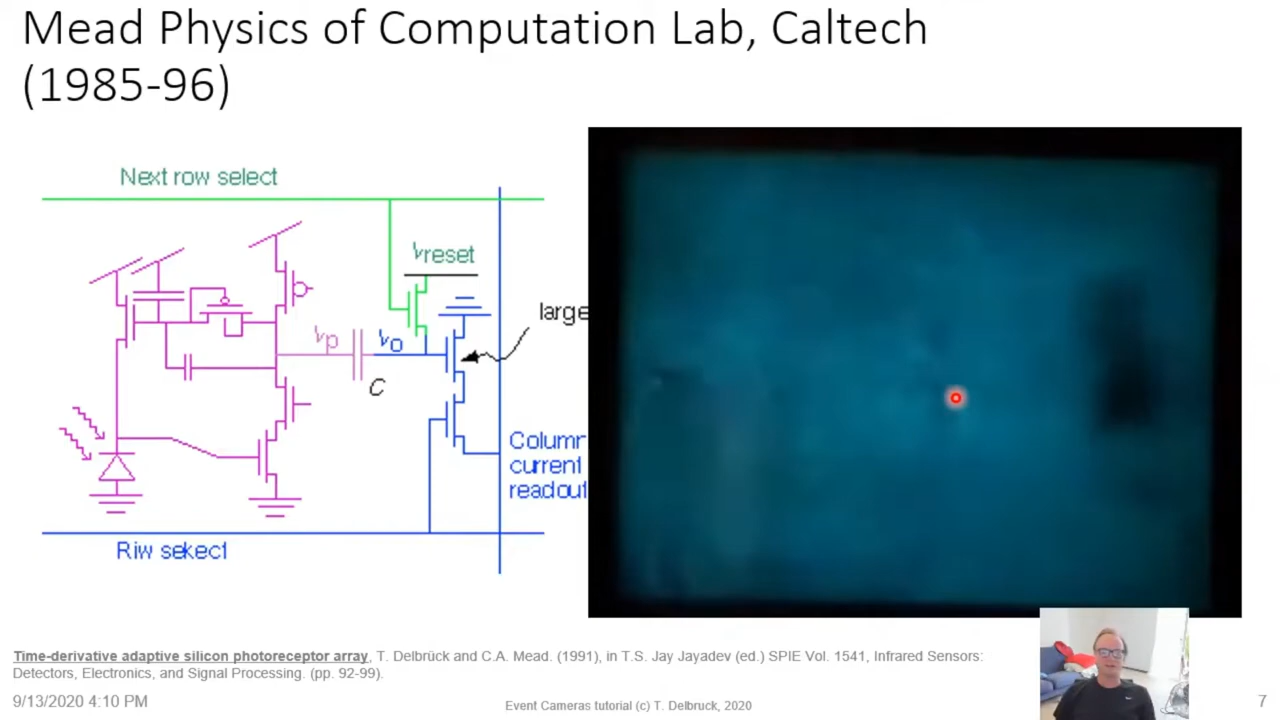 Mead Physics of Computation Lab, Caltech
(1985-96)
Next row select
Vreset
large
Vp
Vo
C
Column
current
readout
Riw sekect
Time-derivative adaptive silicon photoreceptor array, T. Delbrück and C.A. Mead. (1991), in T.S. Jay Jayadev (ed.) SPIE Vol. 1541, Infrared Sensors:
Detectors, Electronics, and Signal Processing. (pp. 92-99).
9/13/2020 4:10 PM
Event Cameras tutorial (c) T. Delbruck, 2020
7